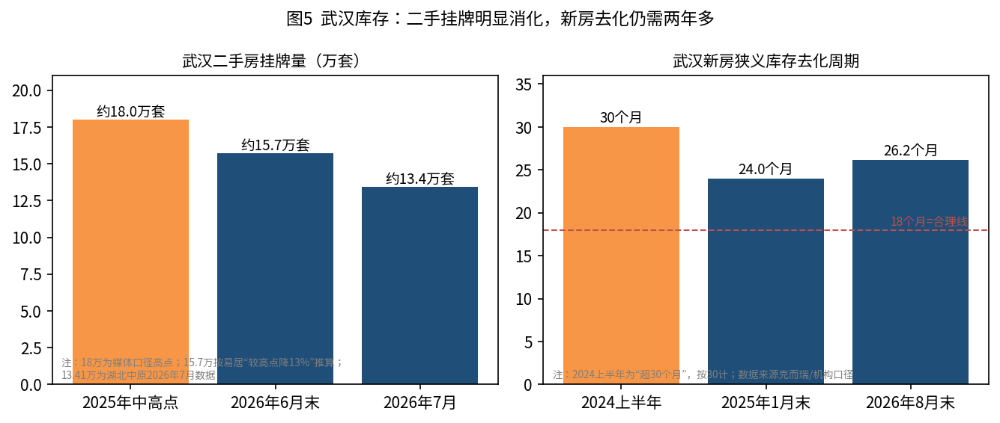 图5 武汉库存：二手挂牌明显消化，新房去化仍需两年多
武汉二手房挂牌量（万套）
20.0
17.5
15.0
12.5
10.0
7.5
5.0
2.5
0.0
约18.0万套
约15.7万套
约13.4万套
注：18万为媒体口径高点；15.7万按易居“较高点降13%”推算；
13.41万为湖北中原2026年7月数据
2025年中高点
2026年6月末
2026年7月
武汉新房狭义库存去化周期
35
30
25
20
15
10
5
0
30个月
24.0个月
26.2个月
18个月=合理线
注：2024上半年为“超30个月”，按30计；数据来源克而瑞/机构口径
2024上半年
2025年1月末
2026年8月末